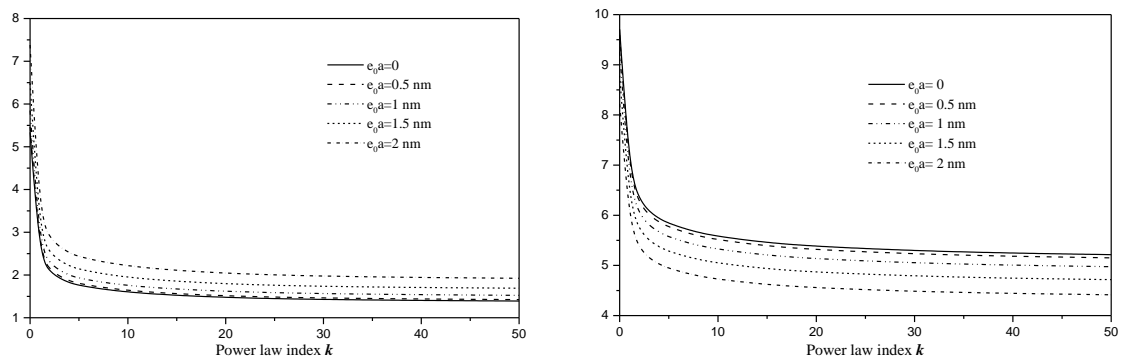 8
7
6
5
4
3
2
1
0
10
20
30
40
50
Power law index k
e0a=0
e0a=0.5 nm
e0a=1 nm
e0a=1.5 nm
e0a=2 nm
10
9
8
7
6
5
4
0
10
20
30
40
50
Power law index k
e0a= 0
e0a= 0.5 nm
e0a= 1 nm
e0a= 1.5 nm
e0a= 2 nm